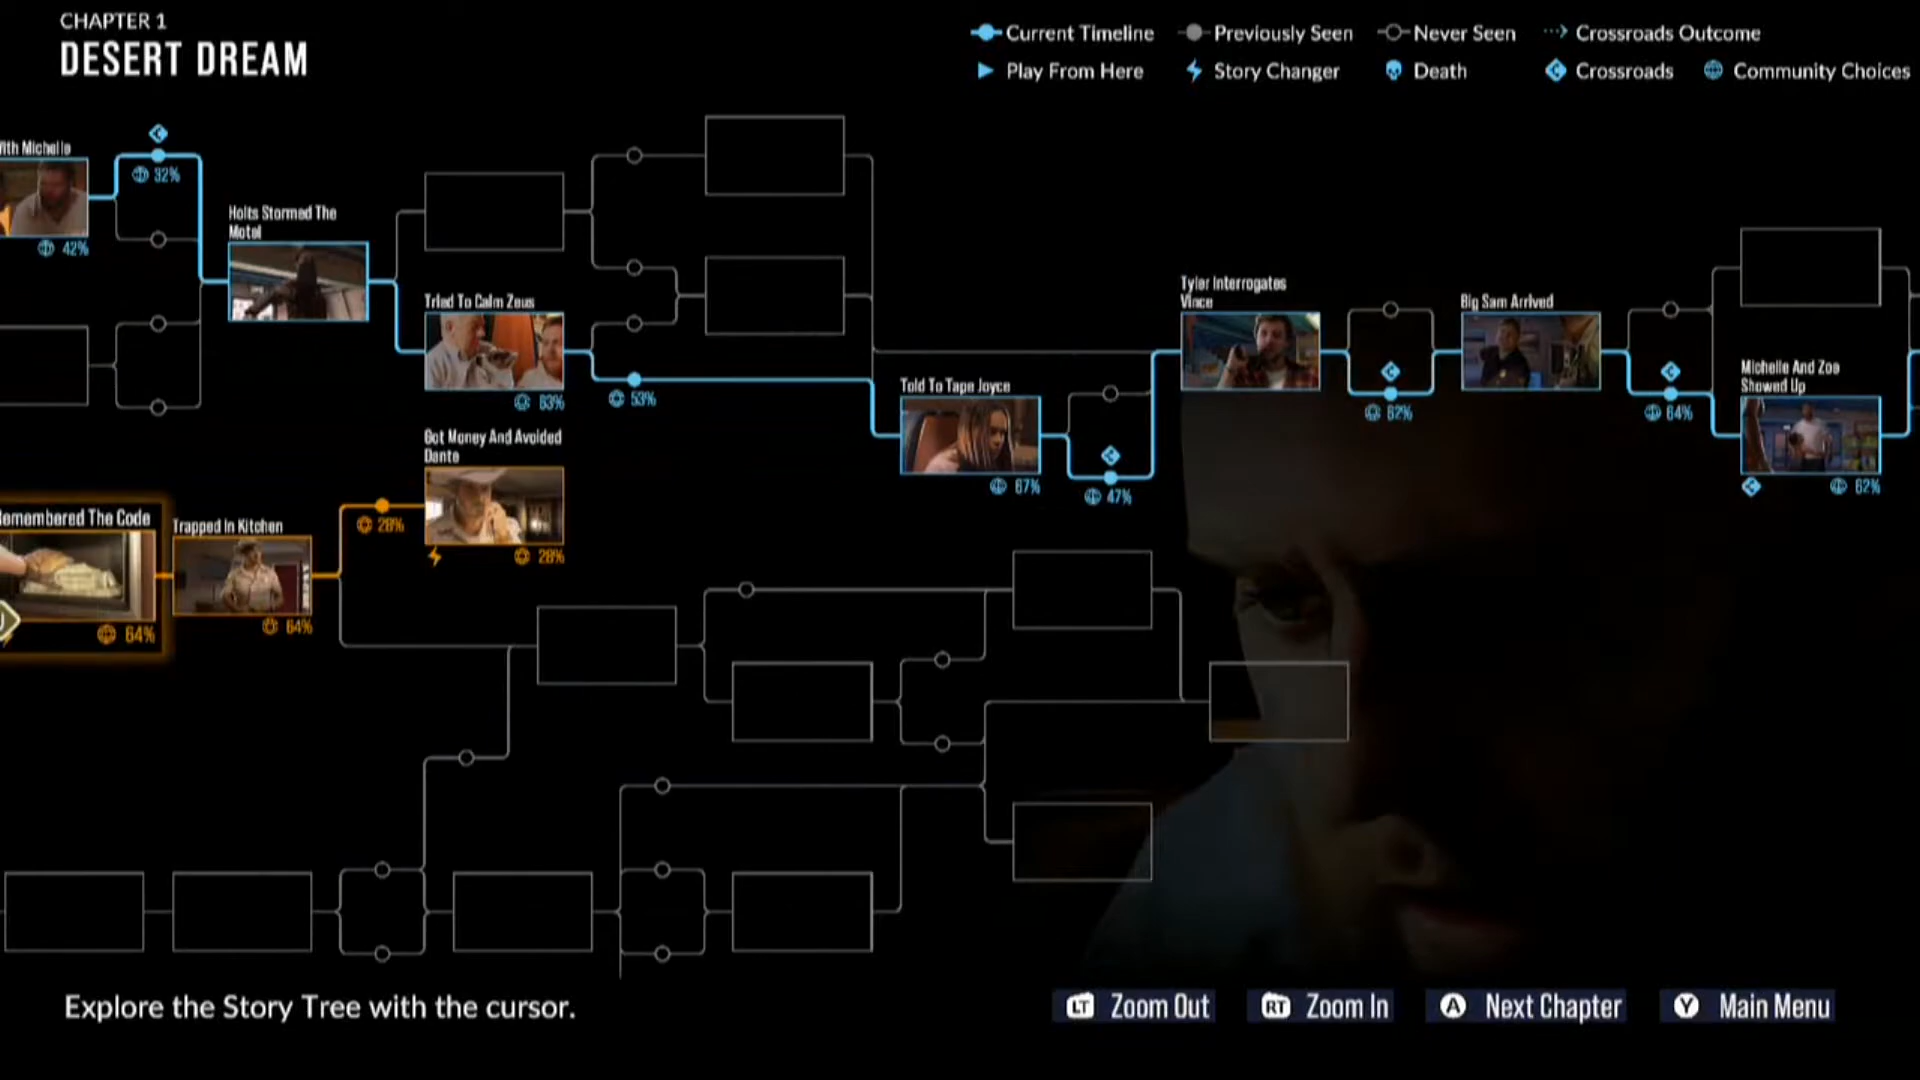 CHAPTER 1
DESERT DREAM
Current Timeline
Previously Seen
Never Seen
Crossroads Outcome
Play From Here
Story Changer
Death
Crossroads
Community Choices
With Michelle
42%
32%
Holts Stormed The
Motel
Tried To Calm Zeus
63%
53%
Told To Tape Joyce
67%
47%
Tyler Interrogates
Vince
62%
Big Sam Arrived
64%
Michelle And Zoe
Showed Up
62%
Remembered The Code
64%
Trapped In Kitchen
64%
28%
Got Money And Avoided
Dante
28%
Explore the Story Tree with the cursor.
LT Zoom Out
RT Zoom In
A Next Chapter
Y Main Menu